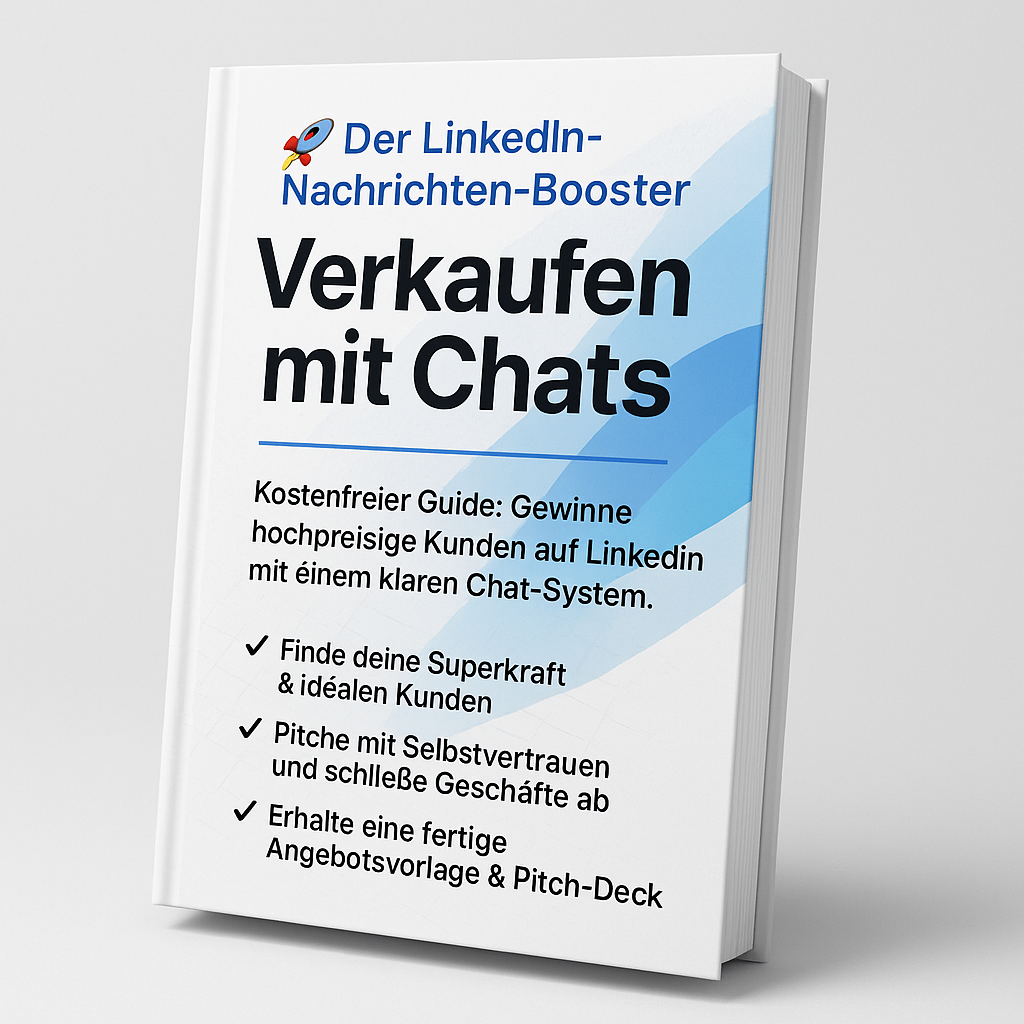 Der LinkedIn-
Nachrichten-Booster
Verkaufen
mit Chats
Kostenfreier Guide: Gewinne
hochpreisige Kunden auf Linkedin
mit éinem klaren Chat-System.
✓ Finde deine Superkraft
& idéalen Kunden
✓ Pitche mit Selbstvertrauen
und schlleße Gescháfte ab
✓ Erhalte eine fertige
Angebotsvorlage & Pitch-Deck